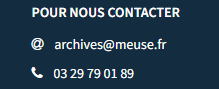 POUR NOUS CONTACTER
@ archives@meuse.fr
03 29 79 01 89